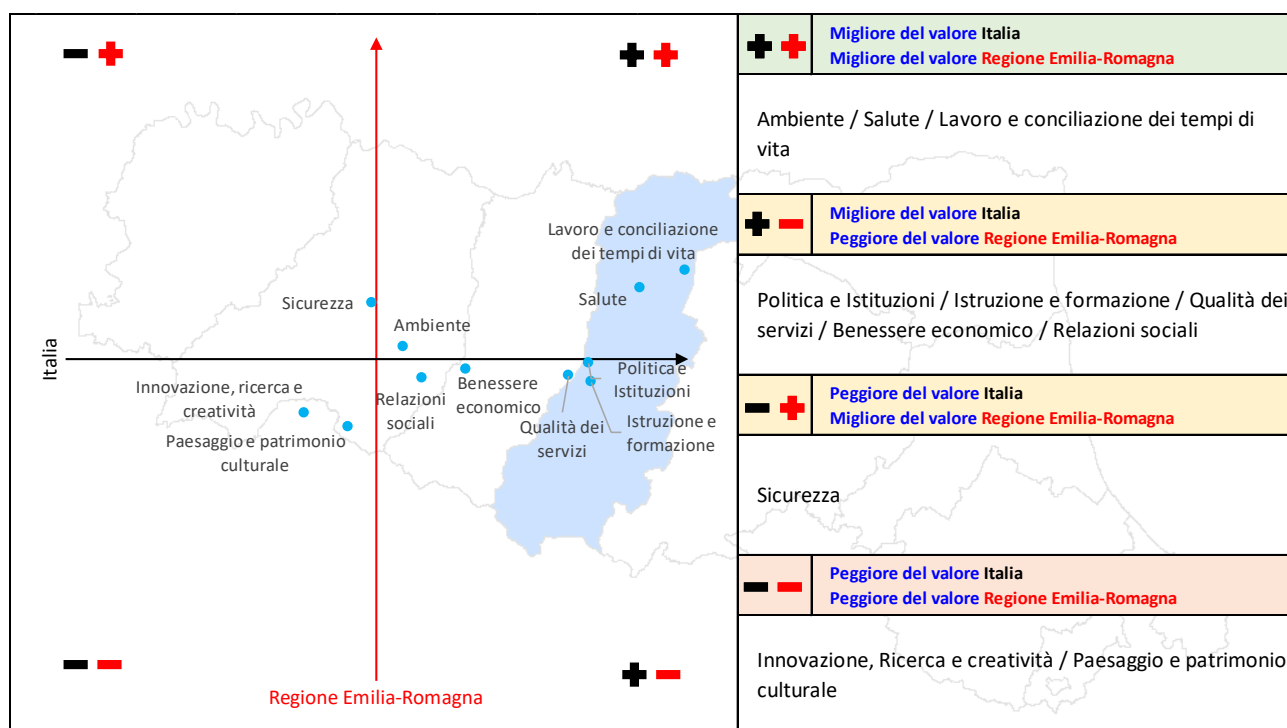 Lavoro e conciliazione
dei tempi di vita
Sicurezza
Salute
Ambiente
Italia
Innovazione, ricerca e
creatività
Paesaggio e patrimonio
culturale
Relazioni
sociali
Benessere
economico
Qualità dei
servizi
Politica e
Istituzioni
Istruzione e
formazione
Regione Emilia-Romagna
Migliore del valore Italia
Migliore del valore Regione Emilia-Romagna
Ambiente / Salute / Lavoro e conciliazione dei tempi di
vita
Migliore del valore Italia
Peggiore del valore Regione Emilia-Romagna
Politica e Istituzioni / Istruzione e formazione / Qualità dei
servizi / Benessere economico / Relazioni sociali
Peggiore del valore Italia
Migliore del valore Regione Emilia-Romagna
Sicurezza
Peggiore del valore Italia
Peggiore del valore Regione Emilia-Romagna
Innovazione, Ricerca e creatività / Paesaggio e patrimonio
culturale